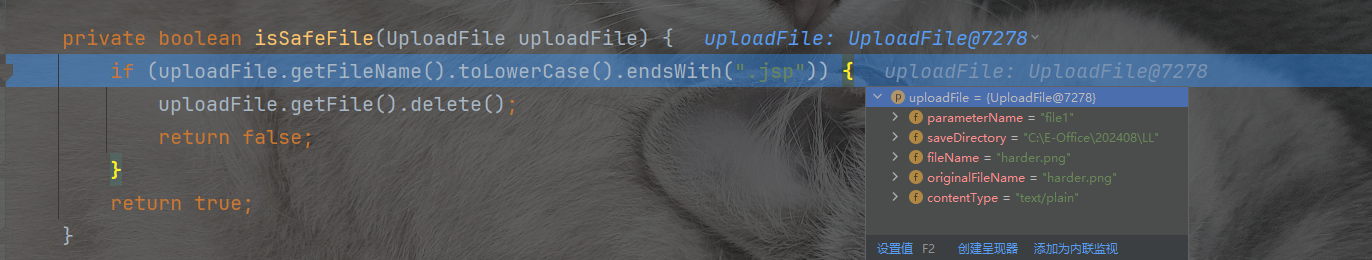 private boolean isSafeFile(UploadFile uploadFile) { uploadFile: UploadFile@7278
if (uploadFile.getFileName().toLowerCase().endsWith(".jsp")) { uploadFile: UploadFile@7278
uploadFile.getFile().delete();
return false;
}
return true;
}
uploadFile = {UploadFile@7278}
parameterName = "file1"
saveDirectory = "C:\E-Office\202408\LL"
fileName = "harder.png"
originalFileName = "harder.png"
contentType = "text/plain"
设置值 F2 创建呈现器 添加为内联监视